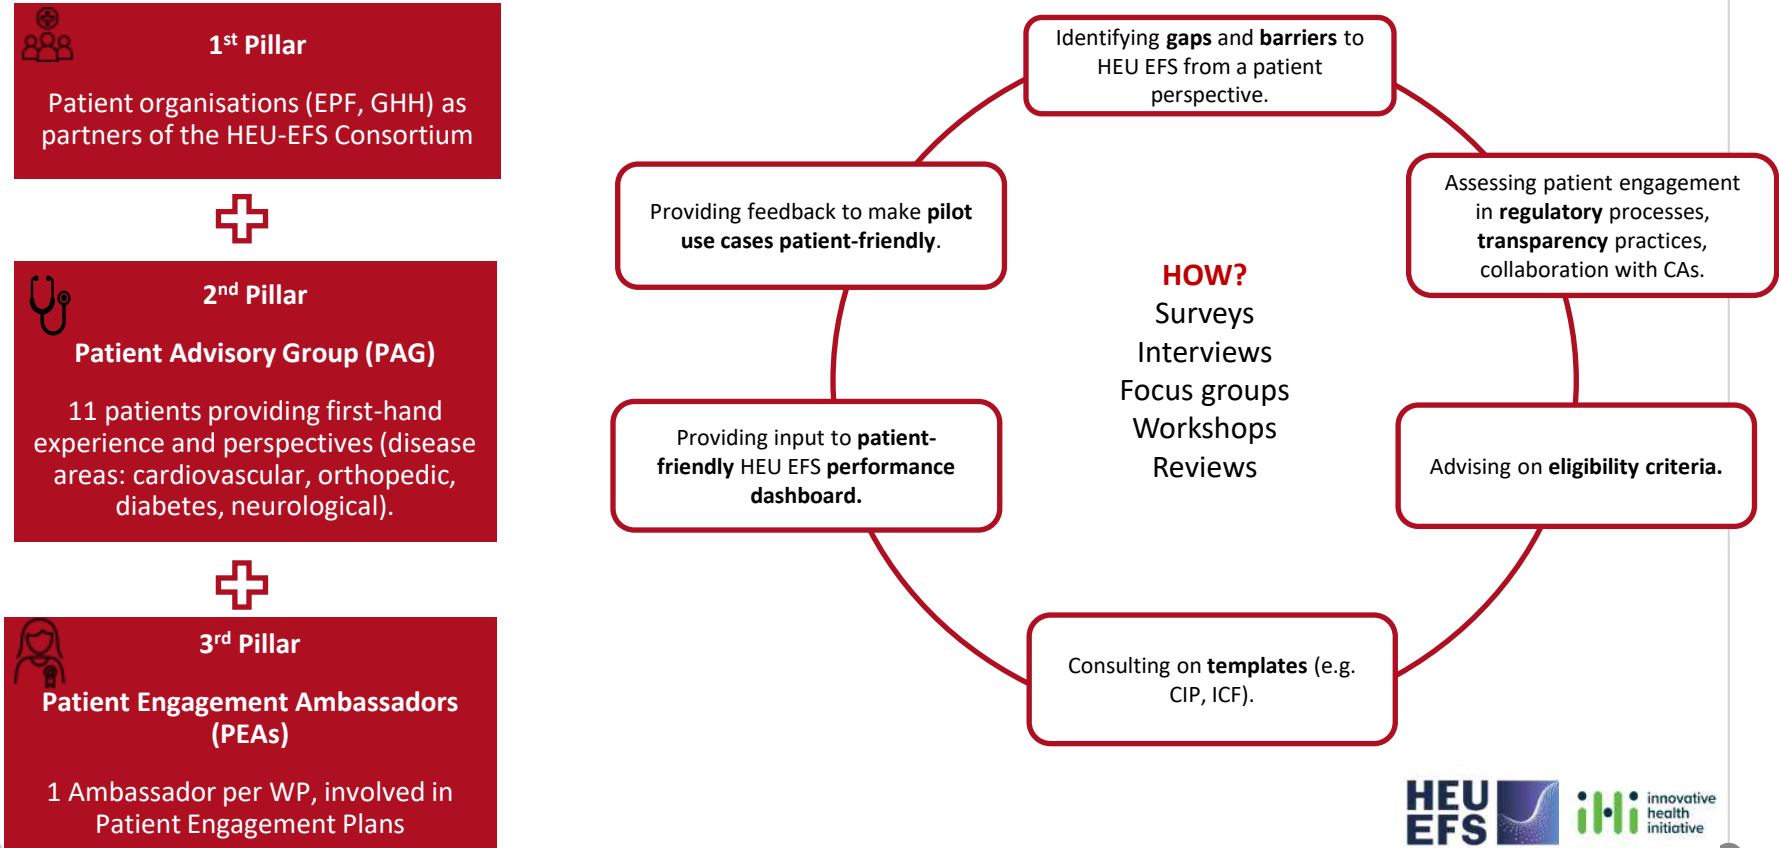 1st Pillar
Patient organisations (EPF, GHH) as
partners of the HEU-EFS Consortium
2nd Pillar
Patient Advisory Group (PAG)
11 patients providing first-hand
experience and perspectives (disease
areas: cardiovascular, orthopedic,
diabetes, neurological).
3rd Pillar
Patient Engagement Ambassadors
(PEAs)
1 Ambassador per WP, involved in
Patient Engagement Plans
Identifying gaps and barriers to
HEU EFS from a patient
perspective.
Assessing patient engagement
in regulatory processes,
transparency practices,
collaboration with CAs.
Advising on eligibility criteria.
Consulting on templates (e.g.
CIP, ICF).
Providing input to patient-
friendly HEU EFS performance
dashboard.
Providing feedback to make pilot
use cases patient-friendly.
HOW?
Surveys
Interviews
Focus groups
Workshops
Reviews
HEU
EFS
iHi
innovative
health
initiative